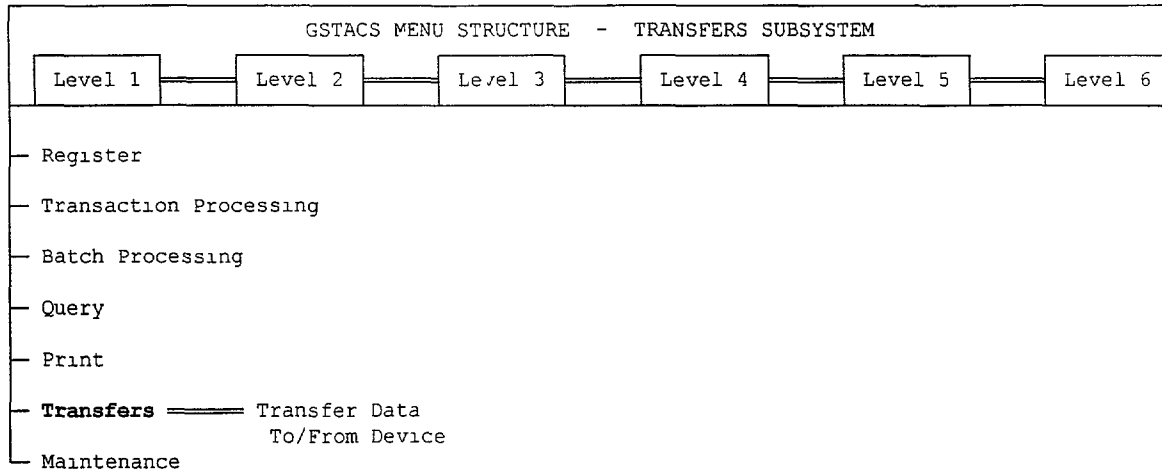 GSTACS MENU STRUCTURE - TRANSFERS SUBSYSTEM
Level 1 Level 2 Level 3 Level 4 Level 5 Level 6
Register
Transaction Processing
Batch Processing
Query
Print
Transfers Transfer Data
To/From Device
Maintenance